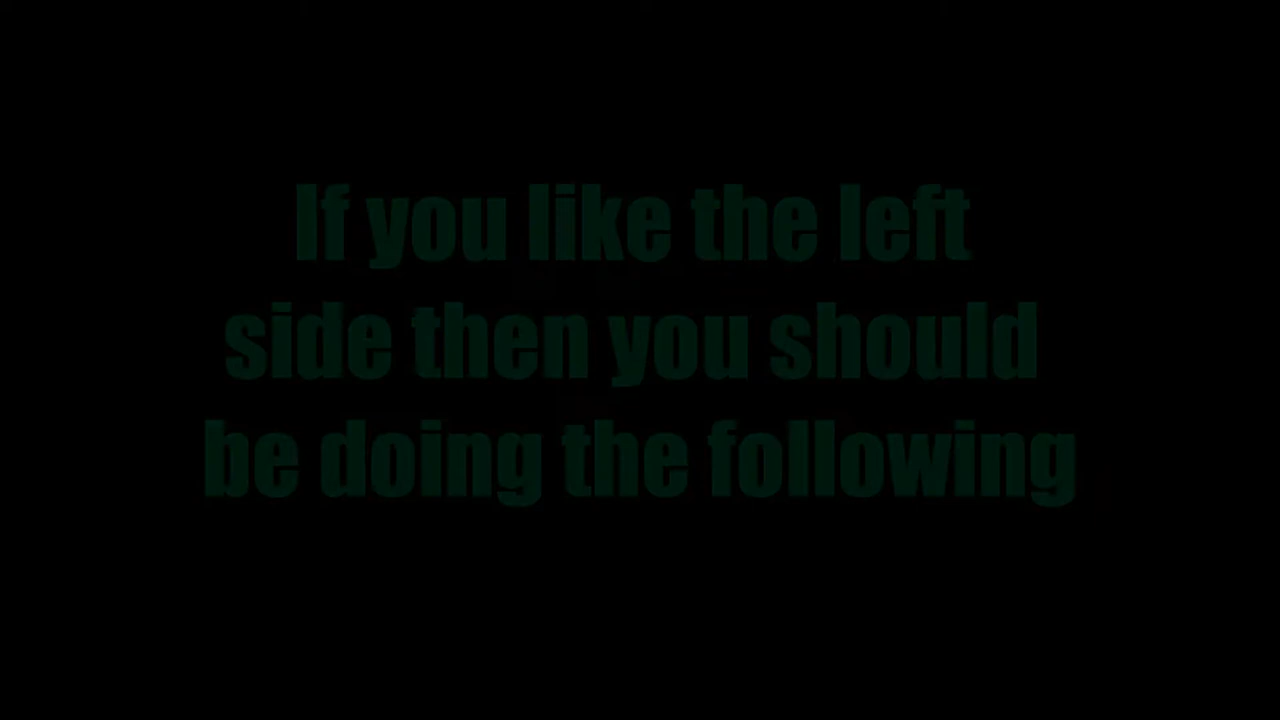 If you like the left
side then you should
be doing the following